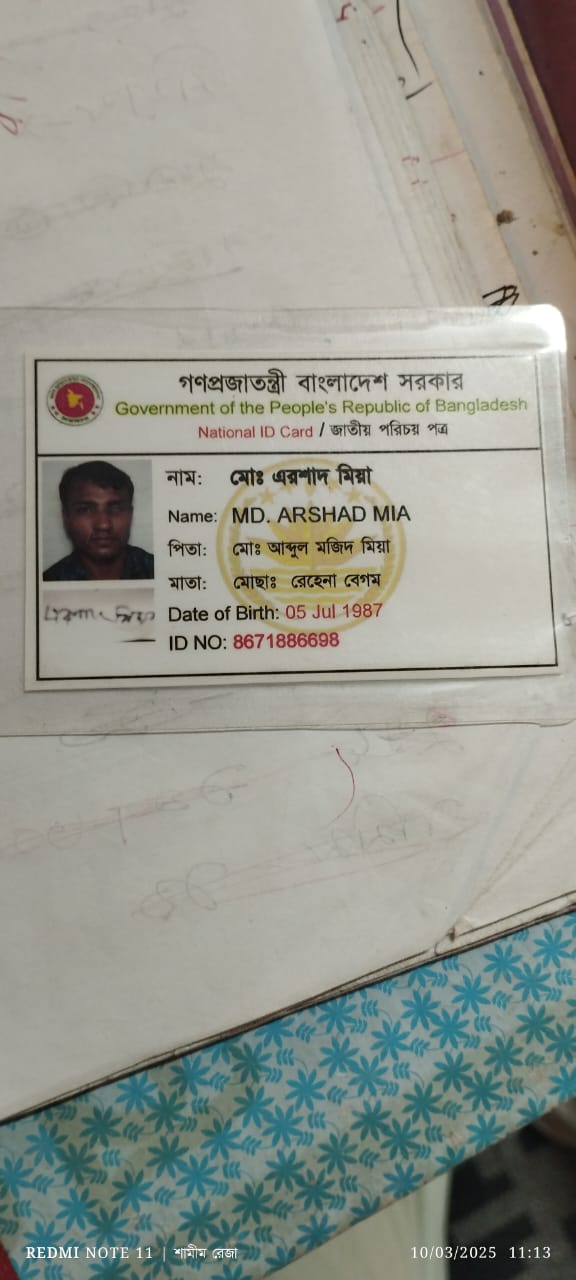 গণপ্রজাতন্ত্রী বাংলাদেশ সরকার
Government of the People's Republic of Bangladesh
National ID Card / জাতীয় পরিচয় পত্র
নাম: মোঃ এরশাদ মিয়া
Name: MD. ARSHAD MIA
পিতা: মোঃ আব্দুল মজিদ মিয়া
মাতা: মোছাঃ রেহেনা বেগম
এরশাদ মিয়া
Date of Birth: 05 Jul 1987
ID NO: 8671886698
REDMI NOTE 11 | শামীম রেজা
10/03/2025 11:13